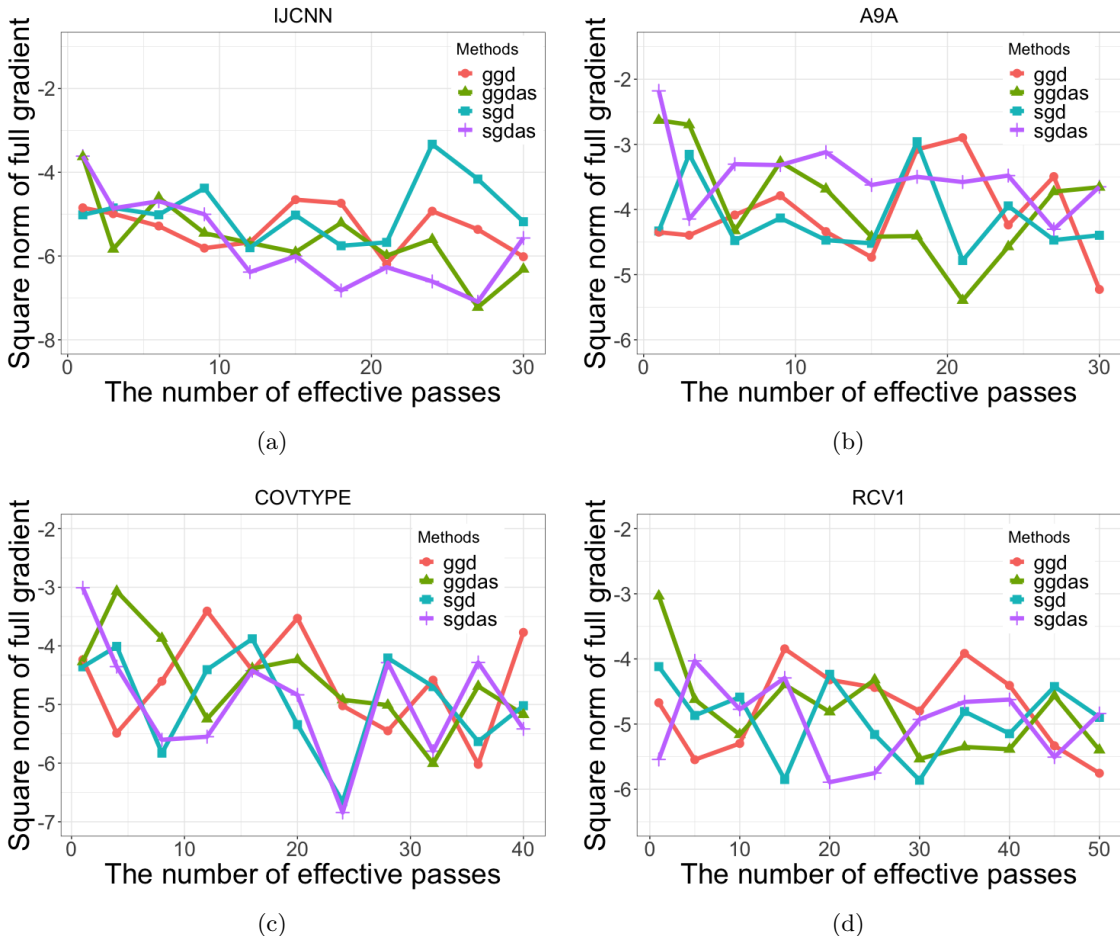 IJCNN
Square norm of full gradient
-2
-4
-6
-8
0
10
20
30
The number of effective passes
Methods
ggd
ggdas
sgd
sgdas
(a)
A9A
Square norm of full gradient
-2
-3
-4
-5
-6
0
10
20
30
The number of effective passes
Methods
ggd
ggdas
sgd
sgdas
(b)
COVTYPE
Square norm of full gradient
-2
-3
-4
-5
-6
-7
0
10
20
30
40
The number of effective passes
Methods
ggd
ggdas
sgd
sgdas
(c)
RCV1
Square norm of full gradient
-2
-3
-4
-5
-6
0
10
20
30
40
50
The number of effective passes
Methods
ggd
ggdas
sgd
sgdas
(d)